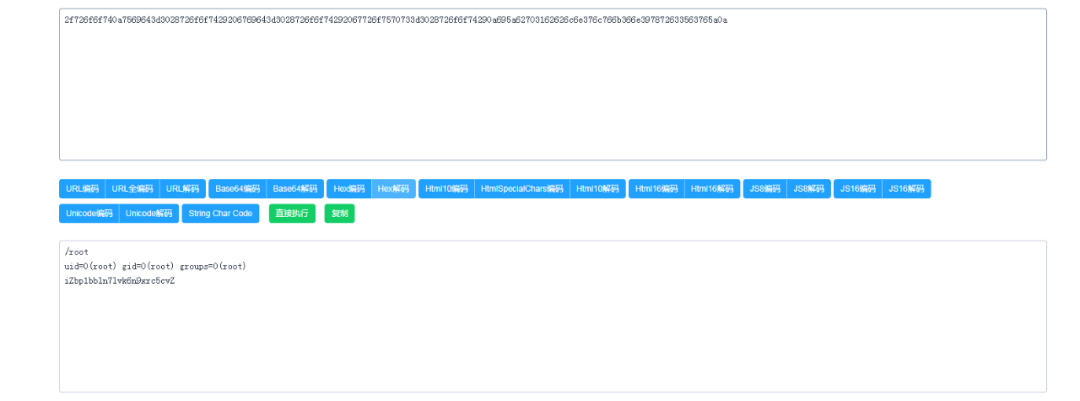 2f726f6f740a7569643d3028726f6f7429206769643d3028726f6f74292067726f7570733d3028726f6f74290a695a62703162626c6e376c766b366e397872633563765a0a
URL编码 URL全编码 URL解码 Base64编码 Base64解码 Hex编码 Hex解码 Html10编码 HtmlSpecialChars编码 Html10解码 Html16编码 Html16解码 JS8编码 JS8解码 JS16编码 JS16解码
Unicode编码 Unicode解码 String Char Code 直接执行 复制
/root
uid=0(root) gid=0(root) groups=0(root)
iZbp1bbln7lvk6n9xrc5cvZ